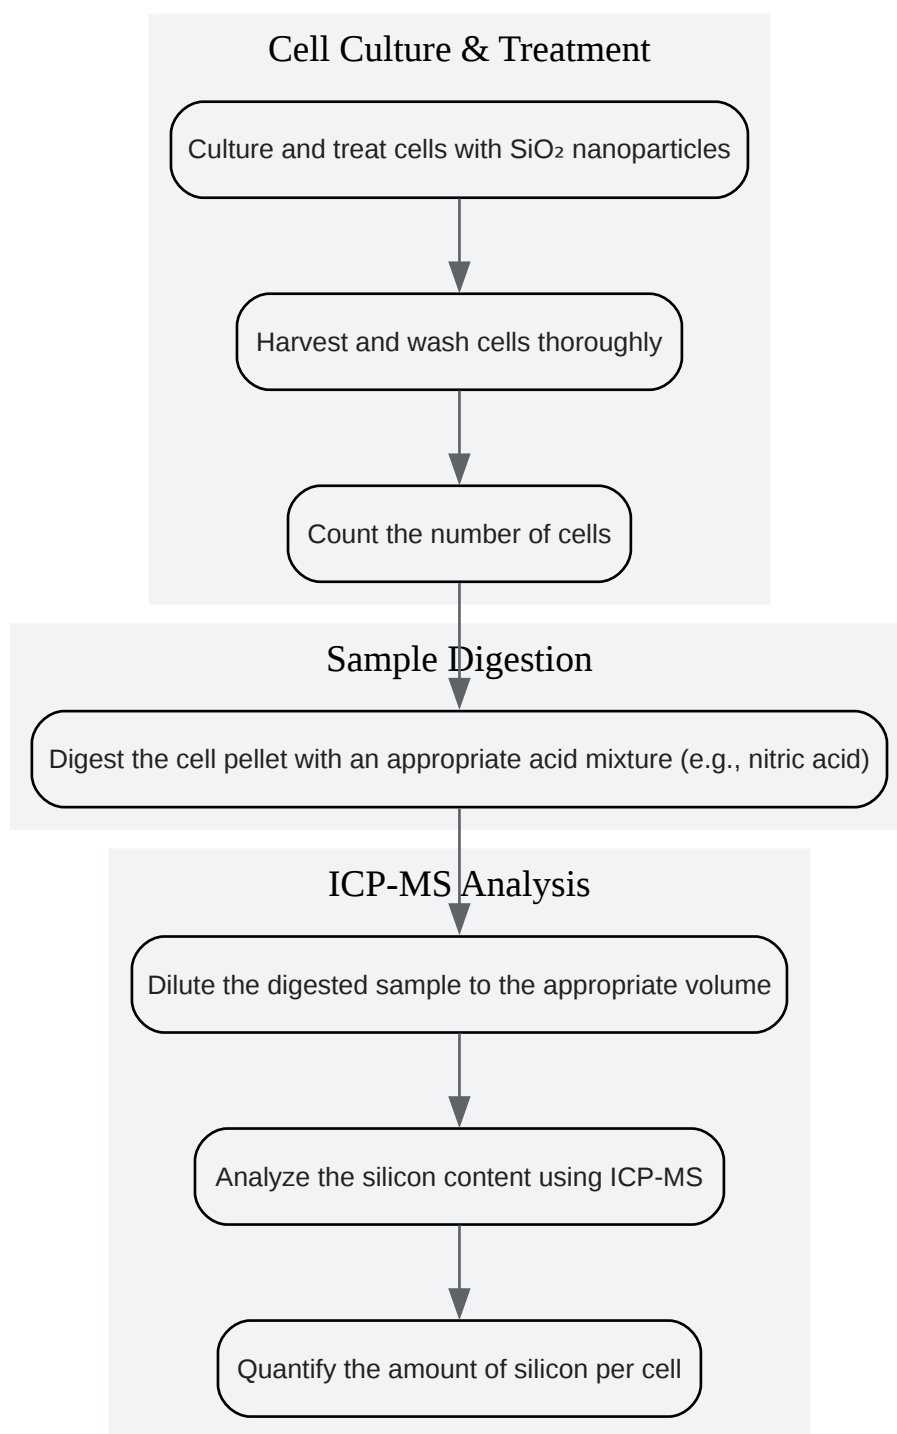 Cell Culture & Treatment
Culture and treat cells with SiO₂ nanoparticles
Harvest and wash cells thoroughly
Count the number of cells
Sample Digestion
Digest the cell pellet with an appropriate acid mixture (e.g., nitric acid)
ICP-MS Analysis
Dilute the digested sample to the appropriate volume
Analyze the silicon content using ICP-MS
Quantify the amount of silicon per cell